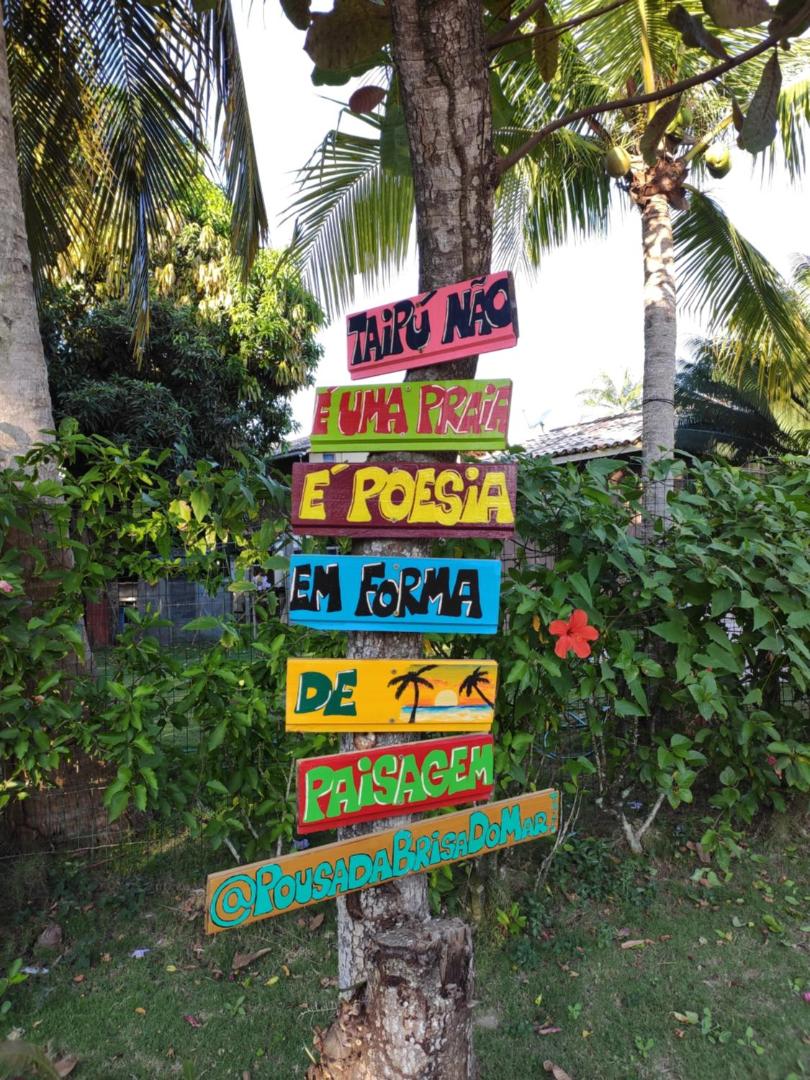 TAIPÚ NÃO
É UMA PRAIA
É POESIA
EM FORMA
DE
PAISAGEM
@POUSADABRISADOMAR